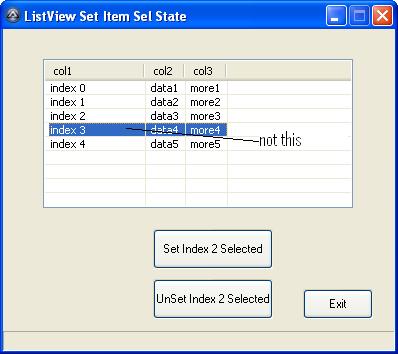 ListView Set Item Sel State
col1 col2 col3
index 0 data1 more1
index 1 data2 more2
index 2 data3 more3
index 3 data4 more4
not this
index 4 data5 more5
Set Index 2 Selected
UnSet Index 2 Selected
Exit